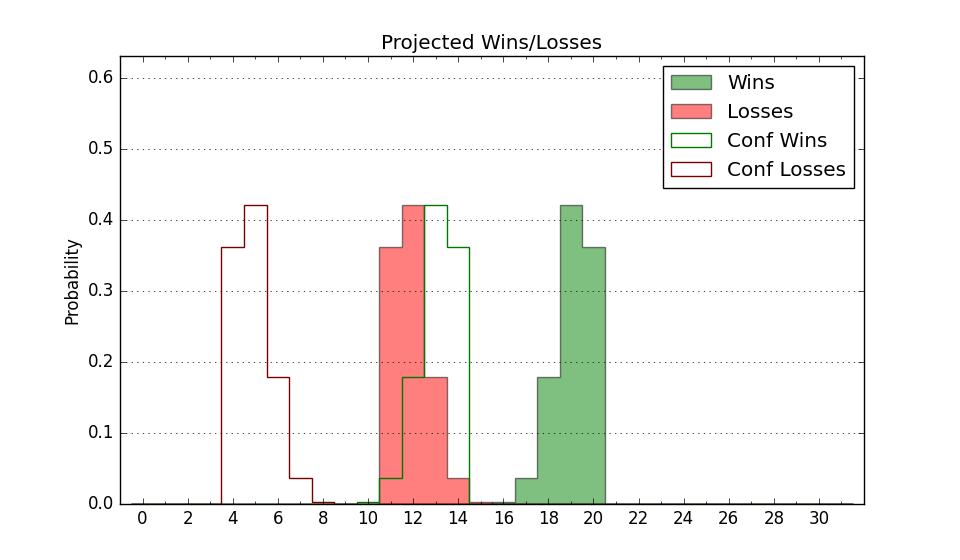 Projected Wins/Losses
0.6
0.5
0.4
0.3
0.2
0.1
0.0
Probability
Wins
Losses
Conf Wins
Conf Losses
0 2 4 6 8 10 12 14 16 18 20 22 24 26 28 30